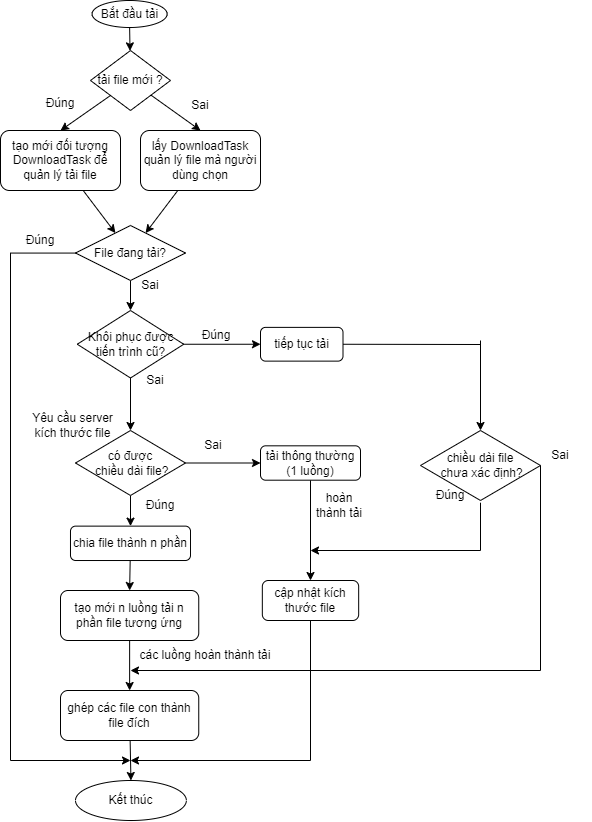 Bắt đầu tải
tải file mới ?
Đúng
Sai
tạo mới đối tượng
DownloadTask để
quản lý tải file
lấy DownloadTask
quản lý file mà người
dùng chọn
Đúng
File đang tải?
Sai
Khôi phục được
tiến trình cũ?
Đúng
tiếp tục tải
Sai
Yêu cầu server
kích thước file
có được
chiều dài file?
Sai
tải thông thường
(1 luồng)
chiều dài file
chưa xác định?
Sai
Đúng
Đúng
hoàn
thành tải
chia file thành n phần
cập nhật kích
thước file
tạo mới n luồng tải n
phần file tương ứng
các luồng hoàn thành tải
ghép các file con thành
file đích
Kết thúc